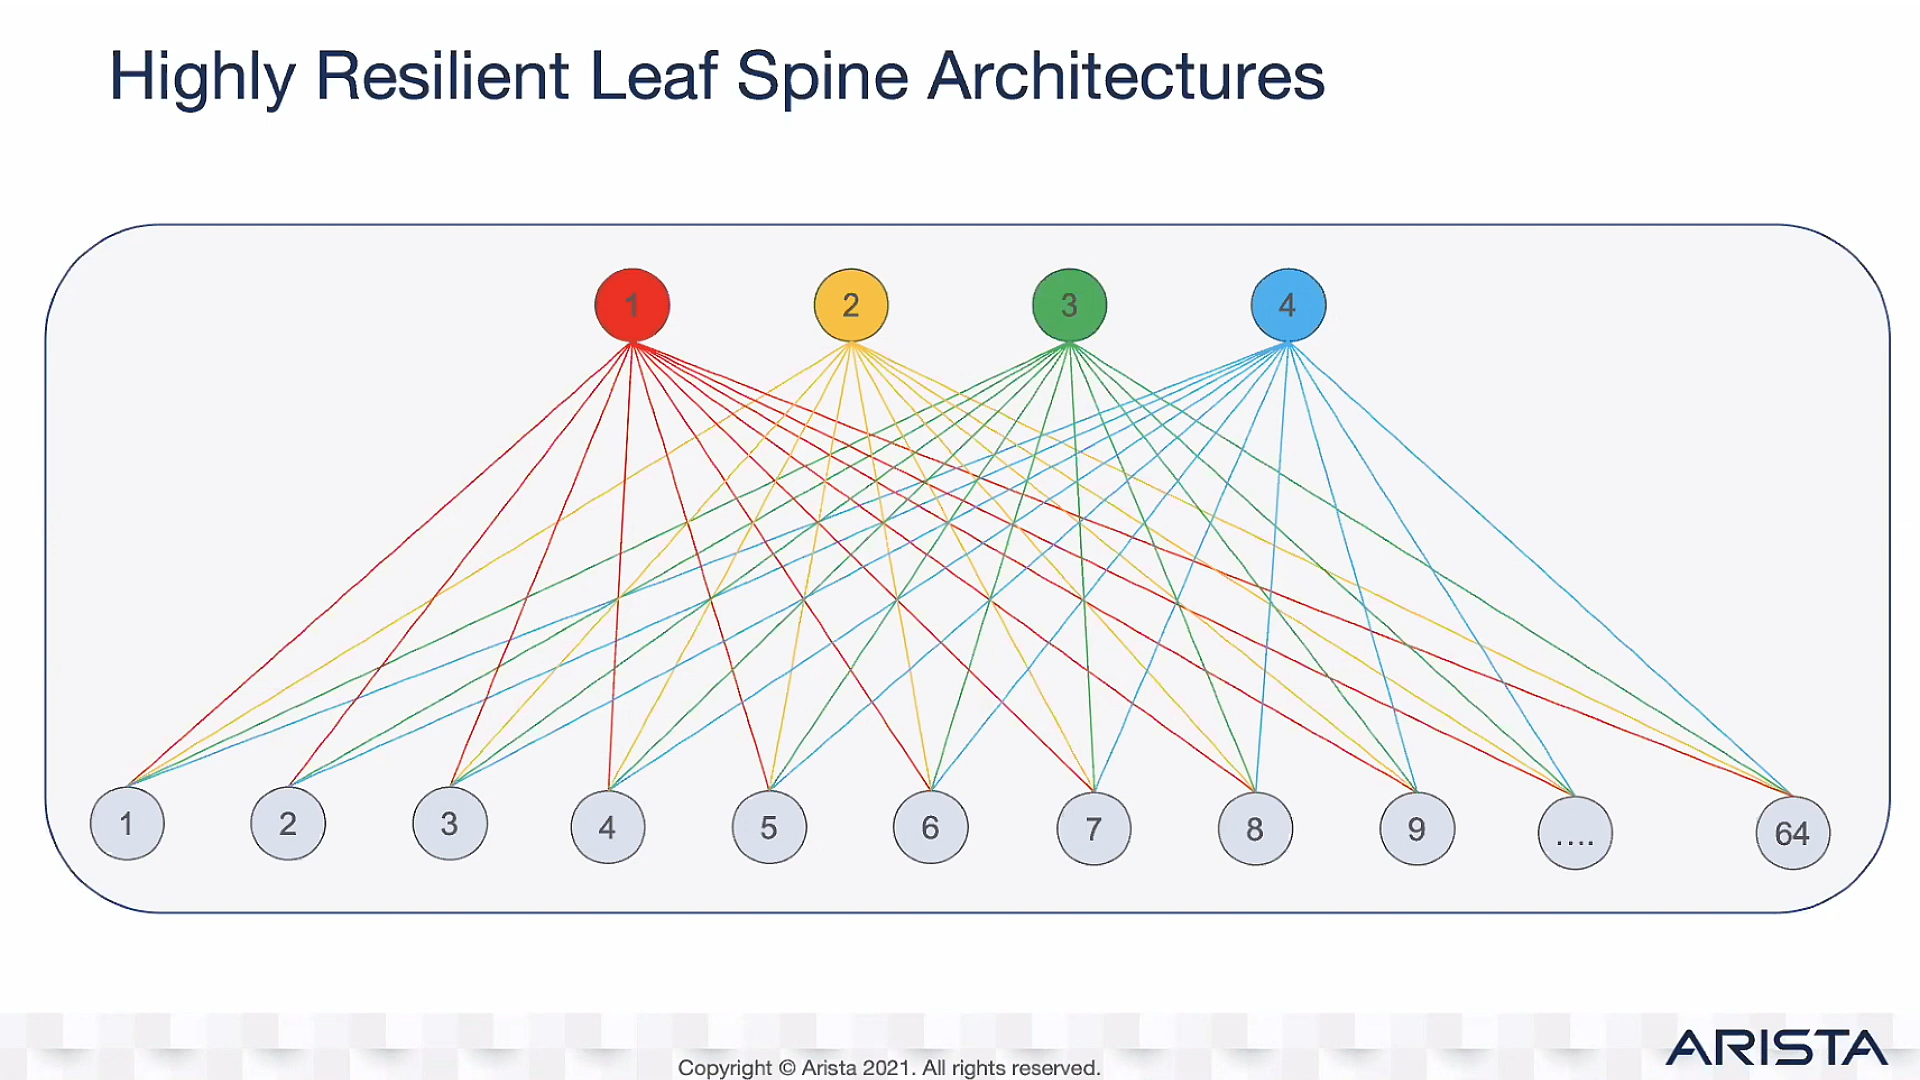 Highly Resilient Leaf Spine Architectures
1 2 3 4
1 2 3 4 5 6 7 8 9 .... 64
ARISTA
Copyright © Arista 2021. All rights reserved.